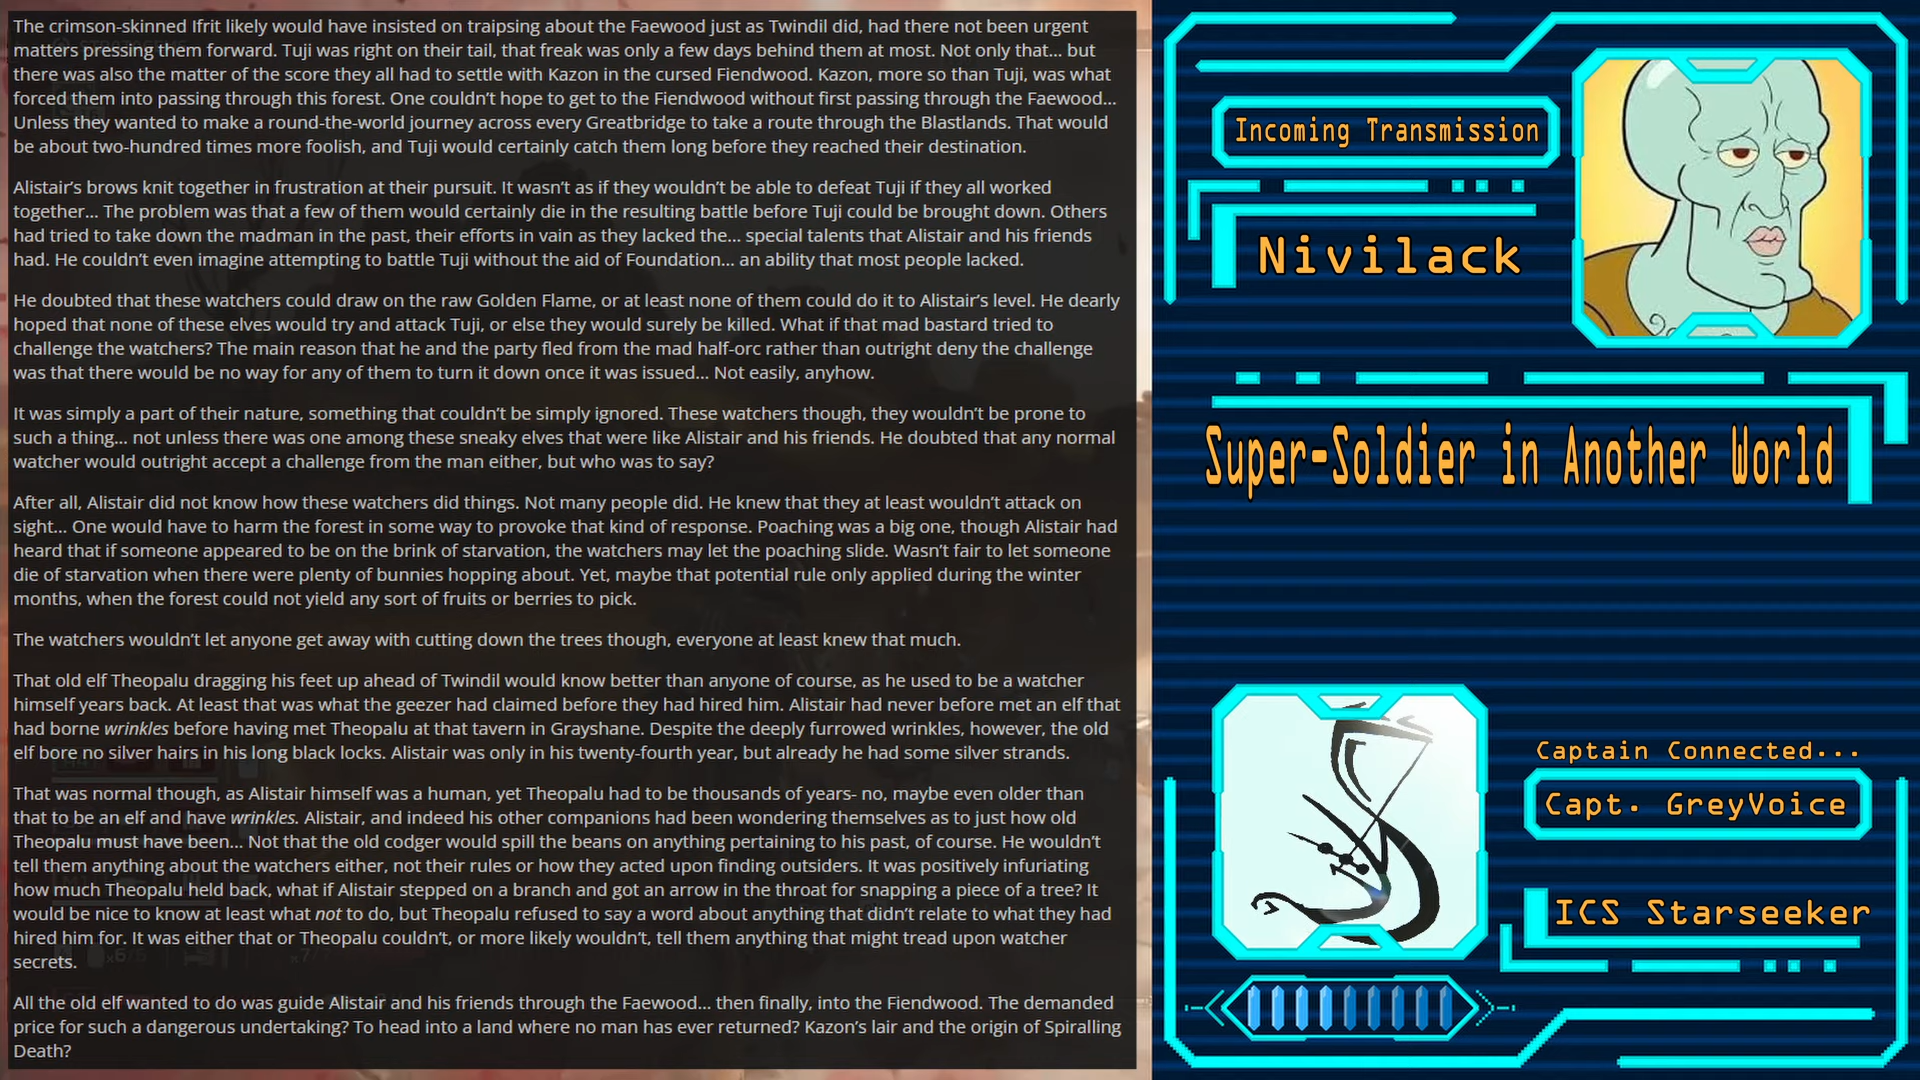 The crimson-skinned Ifrit likely would have insisted on traipsing about the Faewood just as Twindil did, had there not been urgent
matters pressing them forward. Tuji was right on their tail, that freak was only a few days behind them at most. Not only that... but
there was also the matter of the score they all had to settle with Kazon in the cursed Fiendwood. Kazon, more so than Tuji, was what
forced them into passing through this forest. One couldn't hope to get to the Fiendwood without first passing through the Faewood...
Unless they wanted to make a round-the-world journey across every Greatbridge to take a route through the Blastlands. That would
be about two-hundred times more foolish, and Tuji would certainly catch them long before they reached their destination.
Alistair's brows knit together in frustration at their pursuit. It wasn't as if they wouldn't be able to defeat Tuji if they all worked
together... The problem was that a few of them would certainly die in the resulting battle before Tuji could be brought down. Others
had tried to take down the madman in the past, their efforts in vain as they lacked the... special talents that Alistair and his friends
had. He couldn't even imagine attempting to battle Tuji without the aid of Foundation... an ability that most people lacked.
He doubted that these watchers could draw on the raw Golden Flame, or at least none of them could do it to Alistair's level. He dearly
hoped that none of these elves would try and attack Tuji, or else they would surely be killed. What if that mad bastard tried to
challenge the watchers? The main reason that he and the party fled from the mad half-orc rather than outright deny the challenge
was that there would be no way for any of them to turn it down once it was issued... Not easily, anyhow.
It was simply a part of their nature, something that couldn't be simply ignored. These watchers though, they wouldn't be prone to
such a thing... not unless there was one among these sneaky elves that were like Alistair and his friends. He doubted that any normal
watcher would outright accept a challenge from the man either, but who was to say?
After all, Alistair did not know how these watchers did things. Not many people did. He knew that they at least wouldn't attack on
sight... One would have to harm the forest in some way to provoke that kind of response. Poaching was a big one, though Alistair had
heard that if someone appeared to be on the brink of starvation, the watchers may let the poaching slide. Wasn't fair to let someone
die of starvation when there were plenty of bunnies hopping about. Yet, maybe that potential rule only applied during the winter
months, when the forest could not yield any sort of fruits or berries to pick.
The watchers wouldn't let anyone get away with cutting down the trees though, everyone at least knew that much.
That old elf Theopalu dragging his feet up ahead of Twindil would know better than anyone of course, as he used to be a watcher
himself years back. At least that was what the geezer had claimed before they had hired him. Alistair had never before met an elf that
had borne wrinkles before having met Theopalu at that tavern in Grayshane. Despite the deeply furrowed wrinkles, however, the old
elf bore no silver hairs in his long black locks. Alistair was only in his twenty-fourth year, but already he had some silver strands.
That was normal though, as Alistair himself was a human, yet Theopalu had to be thousands of years- no, maybe even older than
that to be an elf and have wrinkles. Alistair, and indeed his other companions had been wondering themselves as to just how old
Theopalu must have been... Not that the old codger would spill the beans on anything pertaining to his past, of course. He wouldn't
tell them anything about the watchers either, not their rules or how they acted upon finding outsiders. It was positively infuriating
how much Theopalu held back, what if Alistair stepped on a branch and got an arrow in the throat for snapping a piece of a tree? It
would be nice to know at least what not to do, but Theopalu refused to say a word about anything that didn't relate to what they had
hired him for. It was either that or Theopalu couldn't, or more likely wouldn't, tell them anything that might tread upon watcher
secrets.
All the old elf wanted to do was guide Alistair and his friends through the Faewood... then finally, into the Fiendwood. The demanded
price for such a dangerous undertaking? To head into a land where no man has ever returned? Kazon's lair and the origin of Spiralling
Death?
Incoming Transmission
Nivilack
Super-Soldier in Another World
Captain Connected...
Capt. GreyVoice
ICS Starseeker